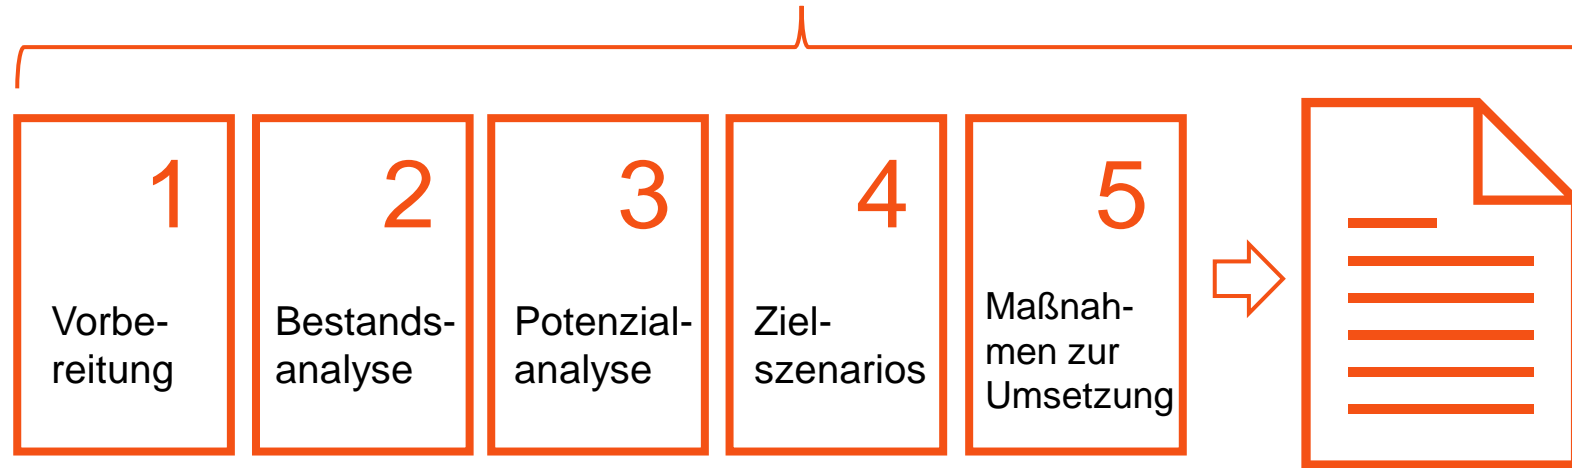 1
Vorbe-
reitung
2
Bestands-
analyse
3
Potenzial-
analyse
4
Ziel-
szenarios
5
Maßnah-
men zur
Umsetzung